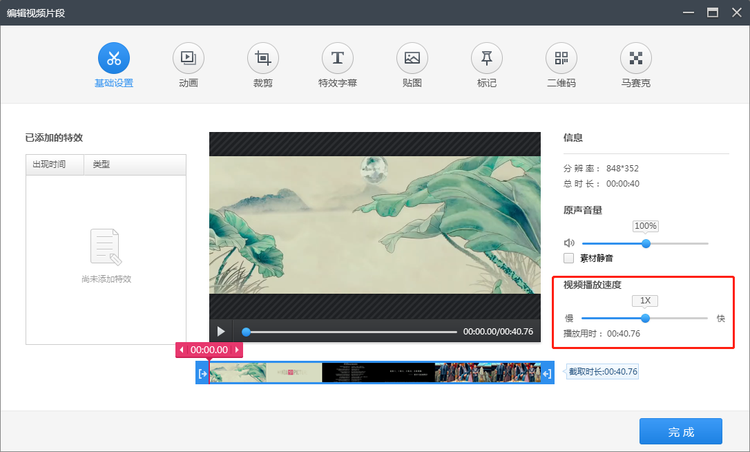 编辑视频片段
基础设置 动画 裁剪 特效字幕 贴图 标记 二维码 马赛克
已添加的特效
出现时间 类型
尚未添加特效
00:00.00/00:40.76
00:00.00
信息
分 辨 率： 848*352
总 时 长： 00:00:40
原声音量
100%
素材静音
视频播放速度
1X
慢 快
播放用时： 00:40.76
截取时长:00:40.76
完 成